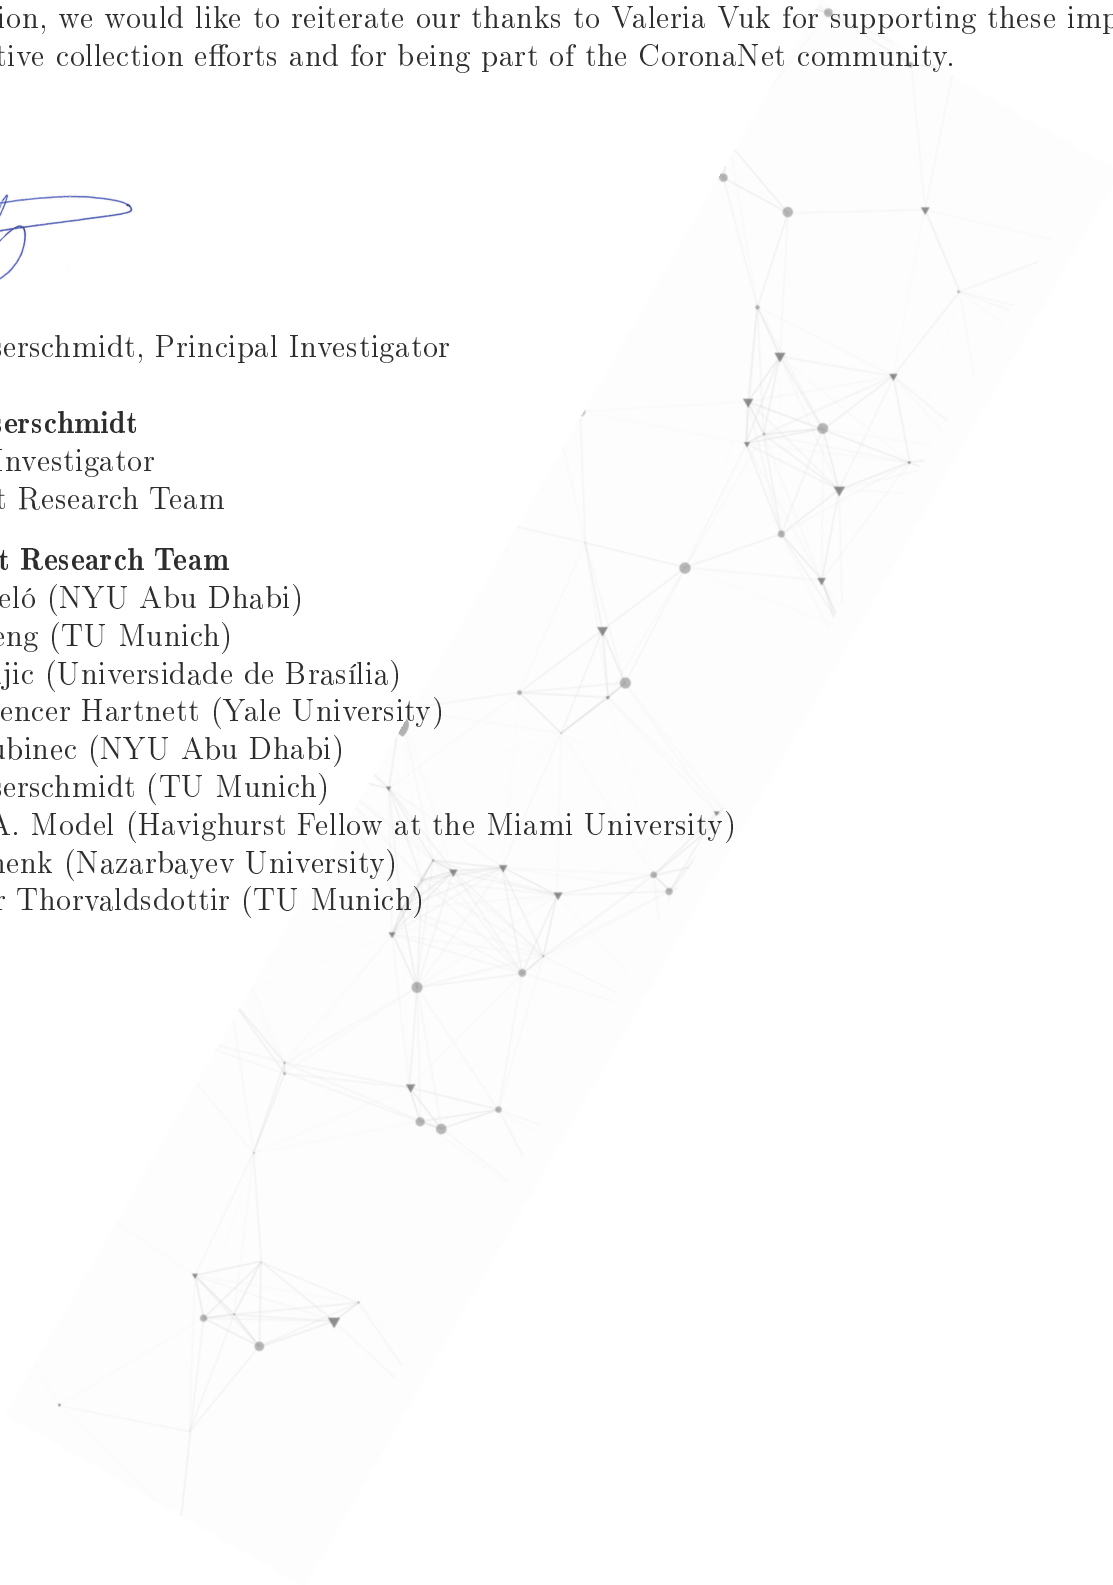 ion, we would like to reiterate our thanks to Valeria Vuk for supporting these imp
tive collection efforts and for being part of the CoronaNet community.
serschmidt, Principal Investigator
serschmidt
Investigator
t Research Team
t Research Team
eló (NYU Abu Dhabi)
eng (TU Munich)
jic (Universidade de Brasília)
encer Hartnett (Yale University)
ubinec (NYU Abu Dhabi)
serschmidt (TU Munich)
A. Model (Havighurst Fellow at the Miami University)
henk (Nazarbayev University)
r Thorvaldsdottir (TU Munich)